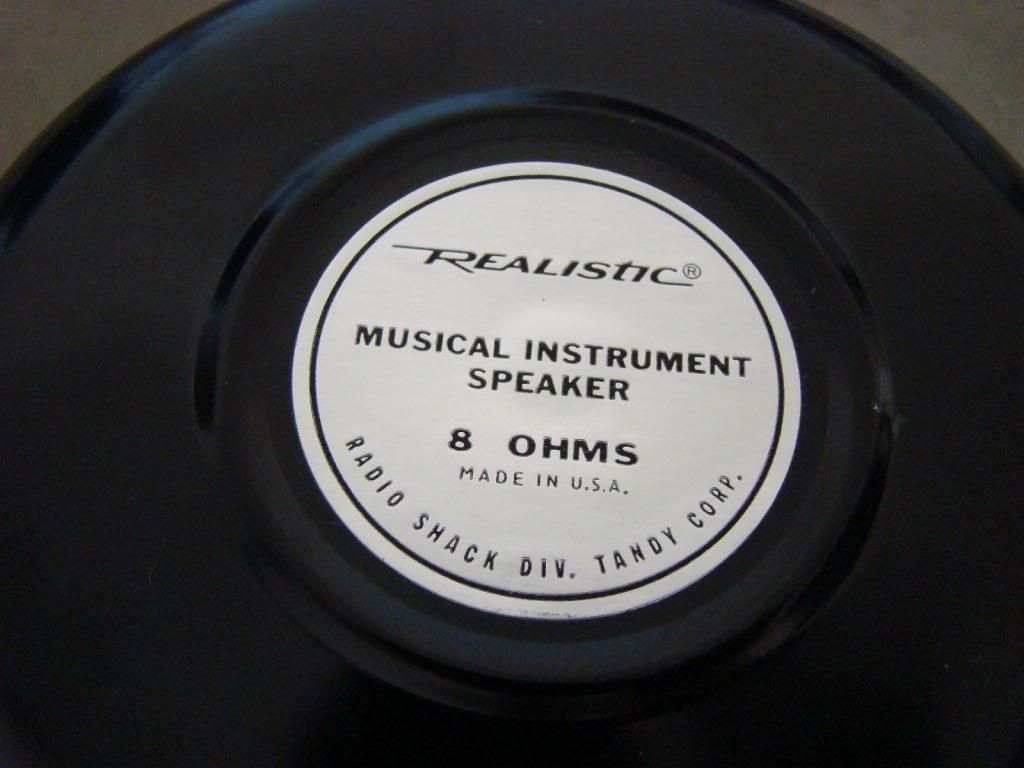 REALISTIC®
MUSICAL INSTRUMENT
SPEAKER
8 OHMS
MADE IN U.S.A.
RADIO SHACK DIV. TANDY CORP.